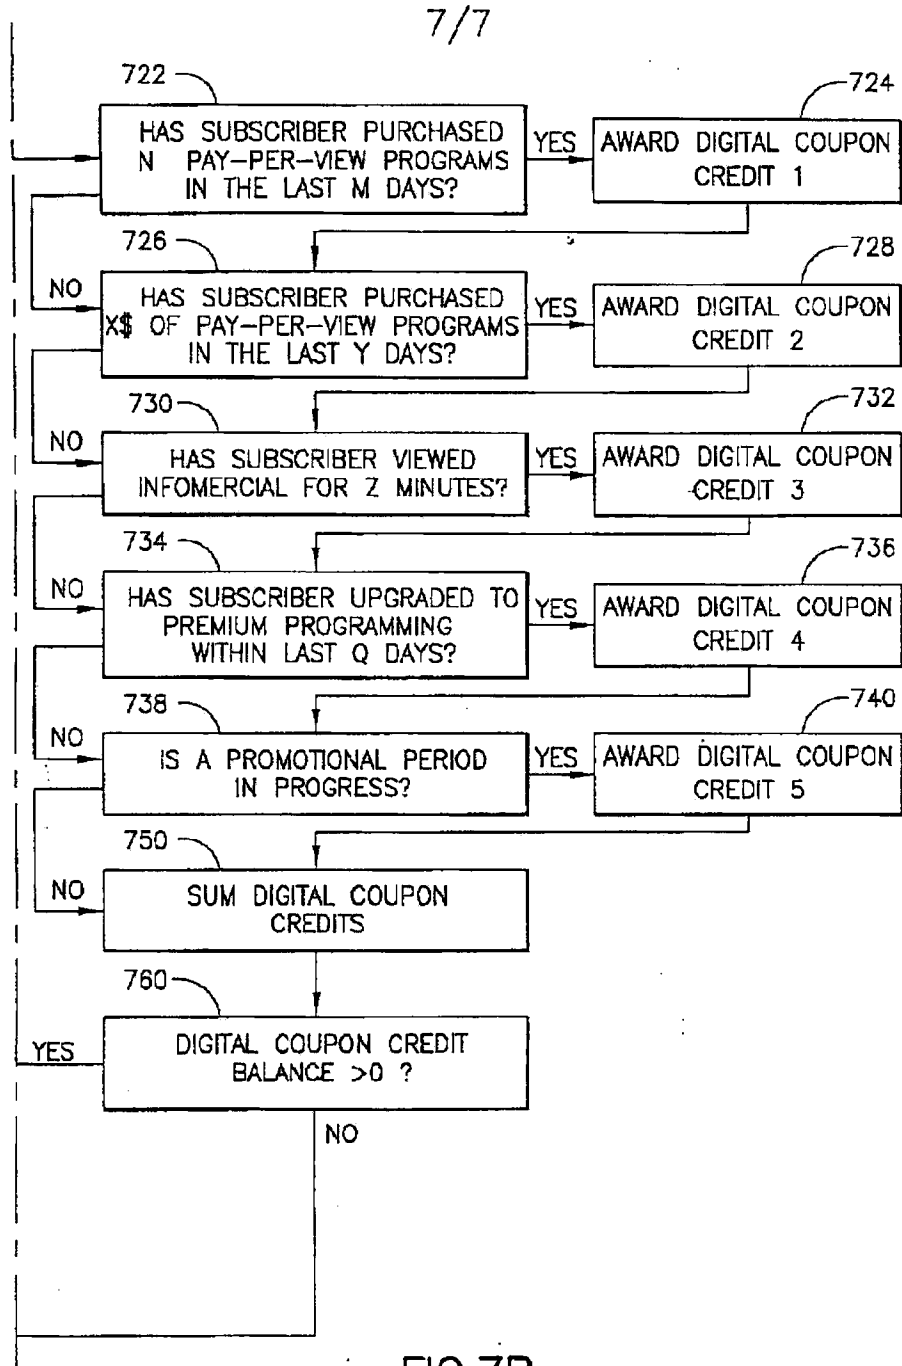 7/7
722
HAS SUBSCRIBER PURCHASED
N PAY-PER-VIEW PROGRAMS
IN THE LAST M DAYS?
YES
724
AWARD DIGITAL COUPON
CREDIT 1
NO
726
HAS SUBSCRIBER PURCHASED
X$ OF PAY-PER-VIEW PROGRAMS
IN THE LAST Y DAYS?
YES
728
AWARD DIGITAL COUPON
CREDIT 2
NO
730
HAS SUBSCRIBER VIEWED
INFOMERCIAL FOR Z MINUTES?
YES
732
AWARD DIGITAL COUPON
CREDIT 3
NO
734
HAS SUBSCRIBER UPGRADED TO
PREMIUM PROGRAMMING
WITHIN LAST Q DAYS?
YES
736
AWARD DIGITAL COUPON
CREDIT 4
NO
738
IS A PROMOTIONAL PERIOD
IN PROGRESS?
YES
740
AWARD DIGITAL COUPON
CREDIT 5
NO
750
SUM DIGITAL COUPON
CREDITS
760
DIGITAL COUPON CREDIT
BALANCE >0 ?
YES
NO